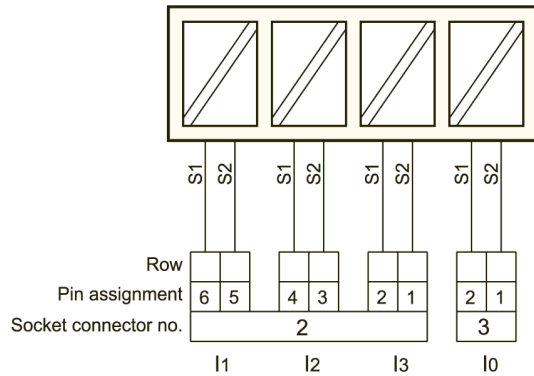 S1 S2 S1 S2 S1 S2 S1 S2
Row
Pin assignment 6 5 4 3 2 1 2 1
Socket connector no. 2 3
I1 I2 I3 I0